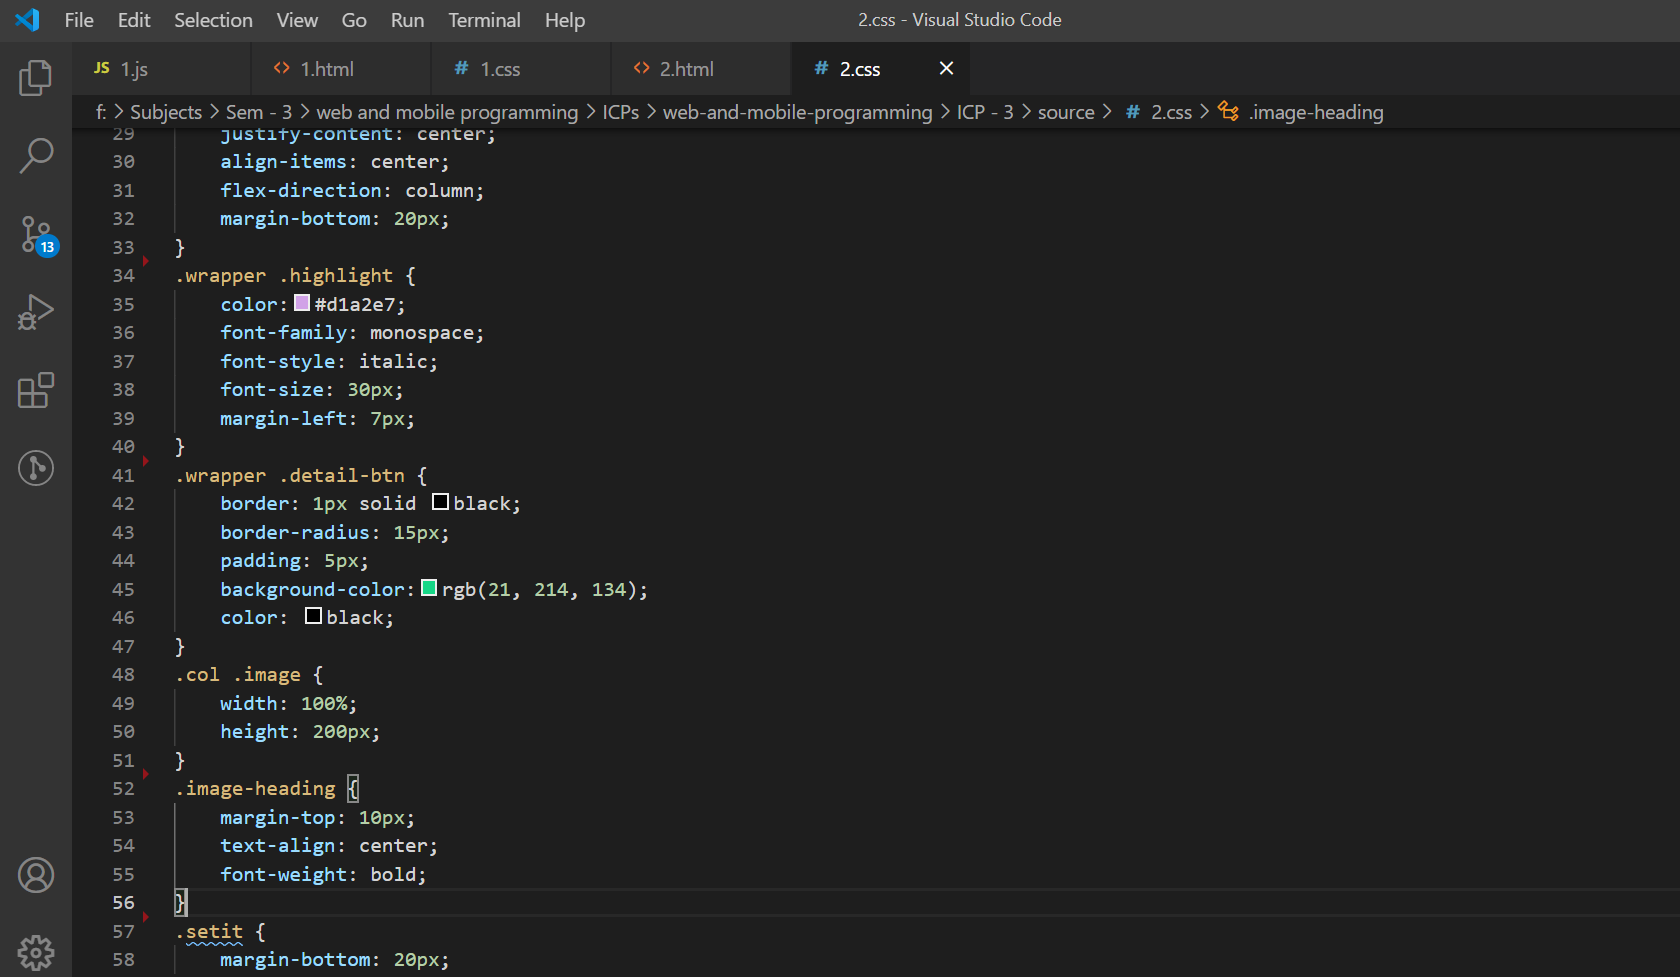 File Edit Selection View Go Run Terminal Help 2.css - Visual Studio Code
JS 1.js <> 1.html # 1.css <> 2.html # 2.css ×
f: > Subjects > Sem - 3 > web and mobile programming > ICPs > web-and-mobile-programming > ICP - 3 > source > # 2.css > .image-heading
29 justify-content: center;
30 align-items: center;
31 flex-direction: column;
32 margin-bottom: 20px;
33 }
34 .wrapper .highlight {
35 color: #d1a2e7;
36 font-family: monospace;
37 font-style: italic;
38 font-size: 30px;
39 margin-left: 7px;
40 }
41 .wrapper .detail-btn {
42 border: 1px solid black;
43 border-radius: 15px;
44 padding: 5px;
45 background-color: rgb(21, 214, 134);
46 color: black;
47 }
48 .col .image {
49 width: 100%;
50 height: 200px;
51 }
52 .image-heading {
53 margin-top: 10px;
54 text-align: center;
55 font-weight: bold;
56 }
57 .setit {
58 margin-bottom: 20px;
13